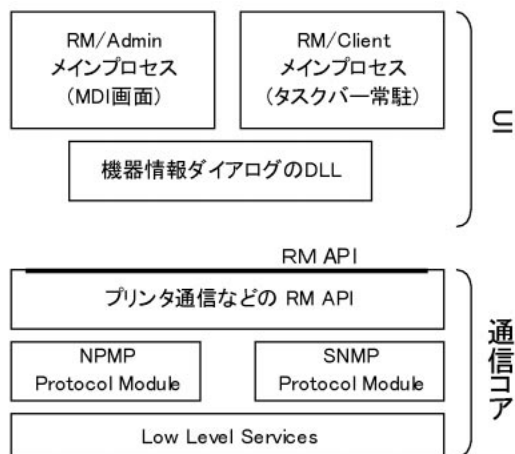 RM/Admin
メインプロセス
(MDI画面)
RM/Client
メインプロセス
(タスクバー常駐)
機器情報ダイアログのDLL
UI
RM API
プリンタ通信などの RM API
NPMP
Protocol Module
SNMP
Protocol Module
Low Level Services
通信コア